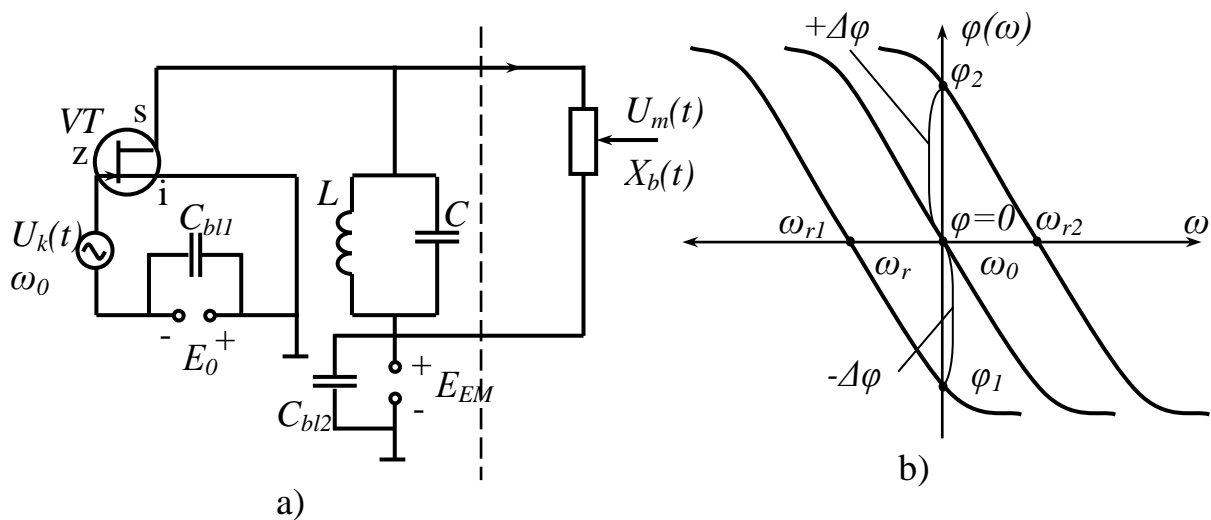 VT
s
z
i
U_k(t)
ω_0
C_bl1
- E_0 +
L
C
C_bl2
+
E_EM
-
U_m(t)
X_b(t)
a)
+Δφ
φ(ω)
φ_2
ω_r1
φ=0
ω_r2
ω
ω_r
ω_0
-Δφ
φ_1
b)